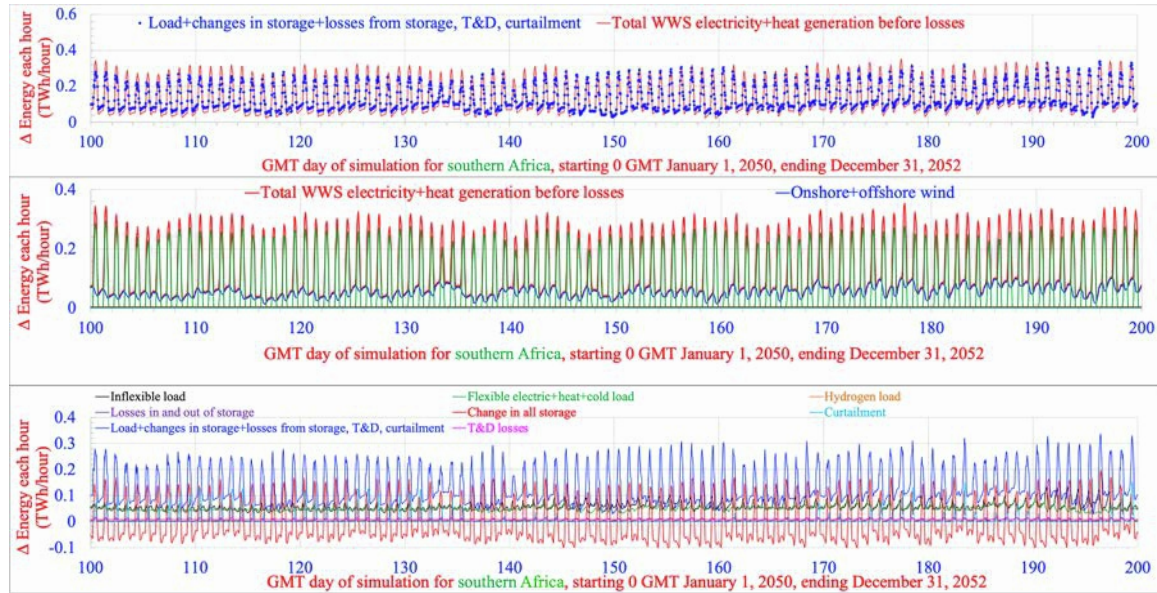 0.6
Load+changes in storage+losses from storage, T&D, curtailment
Total WWS electricity+heat generation before losses
0.4
0.2
0
Δ Energy each hour
(TWh/hour)
100 110 120 130 140 150 160 170 180 190 200
GMT day of simulation for southern Africa, starting 0 GMT January 1, 2050, ending December 31, 2052
0.4
Total WWS electricity+heat generation before losses
Onshore+offshore wind
0.2
0
Δ Energy each hour
(TWh/hour)
100 110 120 130 140 150 160 170 180 190 200
GMT day of simulation for southern Africa, starting 0 GMT January 1, 2050, ending December 31, 2052
Inflexible load Flexible electric+heat+cold load Hydrogen load
Losses in and out of storage Change in all storage Curtailment
Load+changes in storage+losses from storage, T&D, curtailment T&D losses
0.4
0.3
0.2
0.1
0
-0.1
Δ Energy each hour
(TWh/hour)
100 110 120 130 140 150 160 170 180 190 200
GMT day of simulation for southern Africa, starting 0 GMT January 1, 2050, ending December 31, 2052